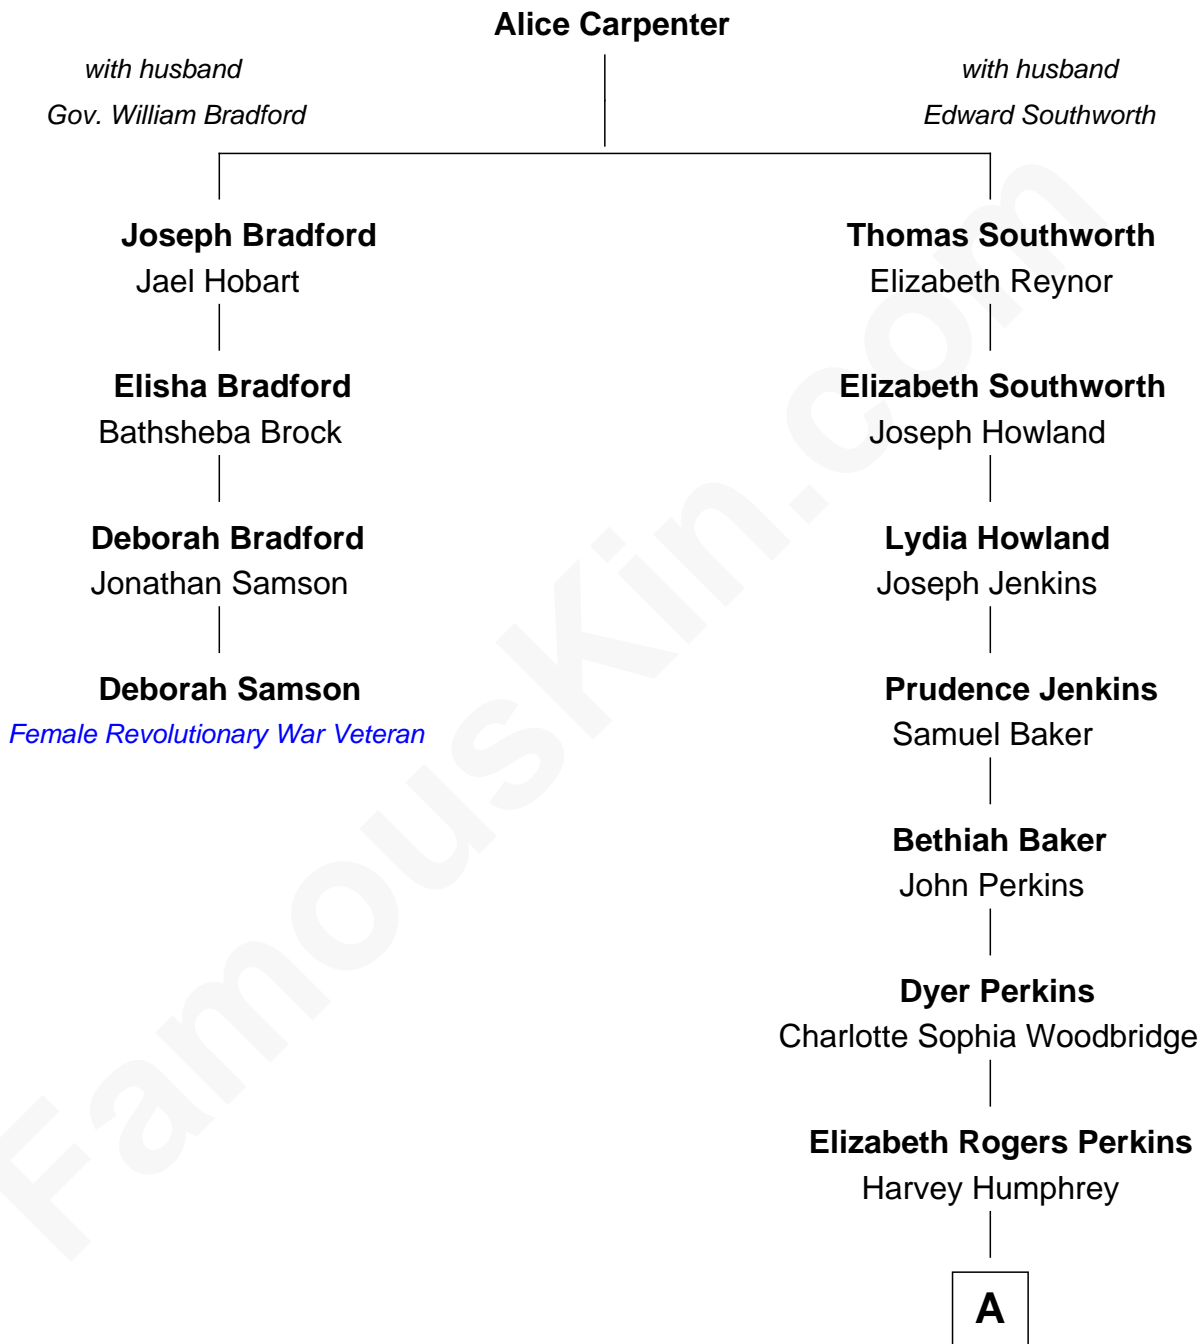 Alice Carpenter
with husband
Gov. William Bradford
with husband
Edward Southworth
Joseph Bradford
Jael Hobart
Elisha Bradford
Bathsheba Brock
Deborah Bradford
Jonathan Samson
Deborah Samson
Female Revolutionary War Veteran
Thomas Southworth
Elizabeth Reynor
Elizabeth Southworth
Joseph Howland
Lydia Howland
Joseph Jenkins
Prudence Jenkins
Samuel Baker
Bethiah Baker
John Perkins
Dyer Perkins
Charlotte Sophia Woodbridge
Elizabeth Rogers Perkins
Harvey Humphrey
A
FamousKin.com